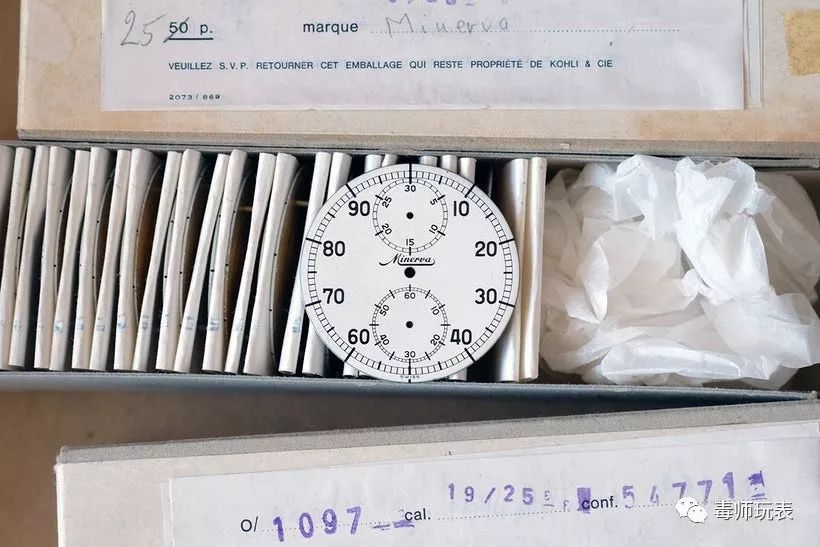 25 50 p. marque Minerva
VEUILLEZ S.V.P. RETOURNER CET EMBALLAGE QUI RESTE PROPRIÉTÉ DE KOHLI & CIE
2073 / 869
30
25 5
20 10
15
90 10
80 20
70 30
60 40
Minerva
60
50 10
40 20
30
SWISS
O/ 1097 cal. 19/25 conf. 54771
毒师玩表